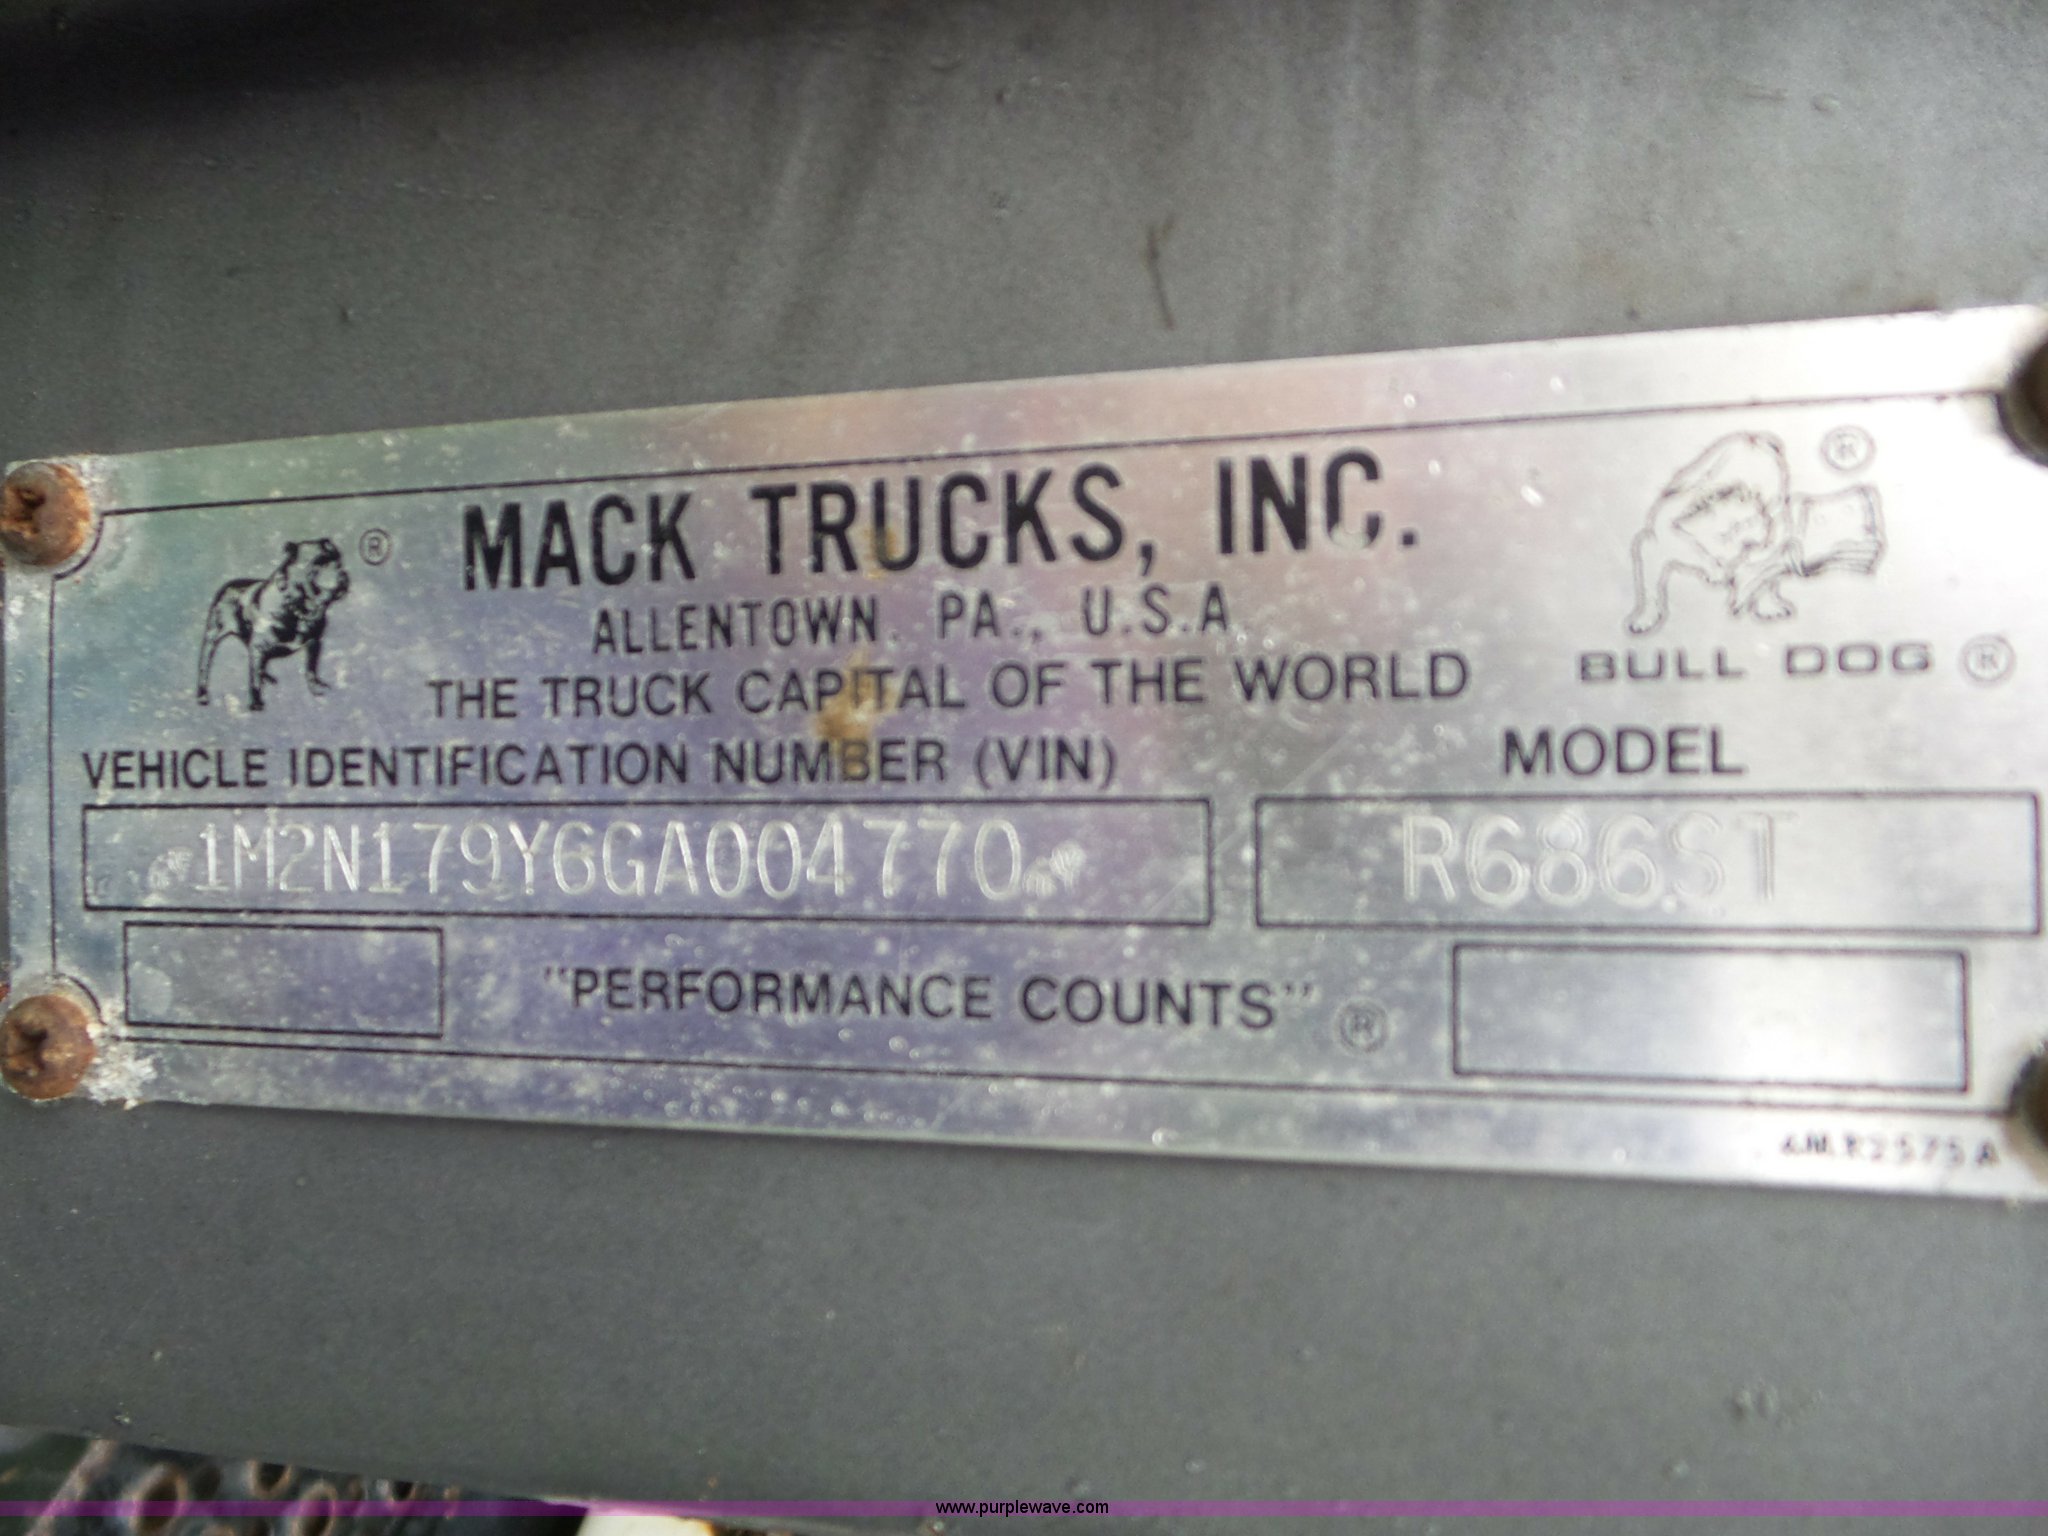 MACK TRUCKS, INC.
®
®
ALLENTOWN, PA., U.S.A.
THE TRUCK CAPITAL OF THE WORLD
BULL DOG ®
VEHICLE IDENTIFICATION NUMBER (VIN)
MODEL
1M2N179Y6GA004770
R686ST
"PERFORMANCE COUNTS" ®
4MR2575A
www.purplewave.com